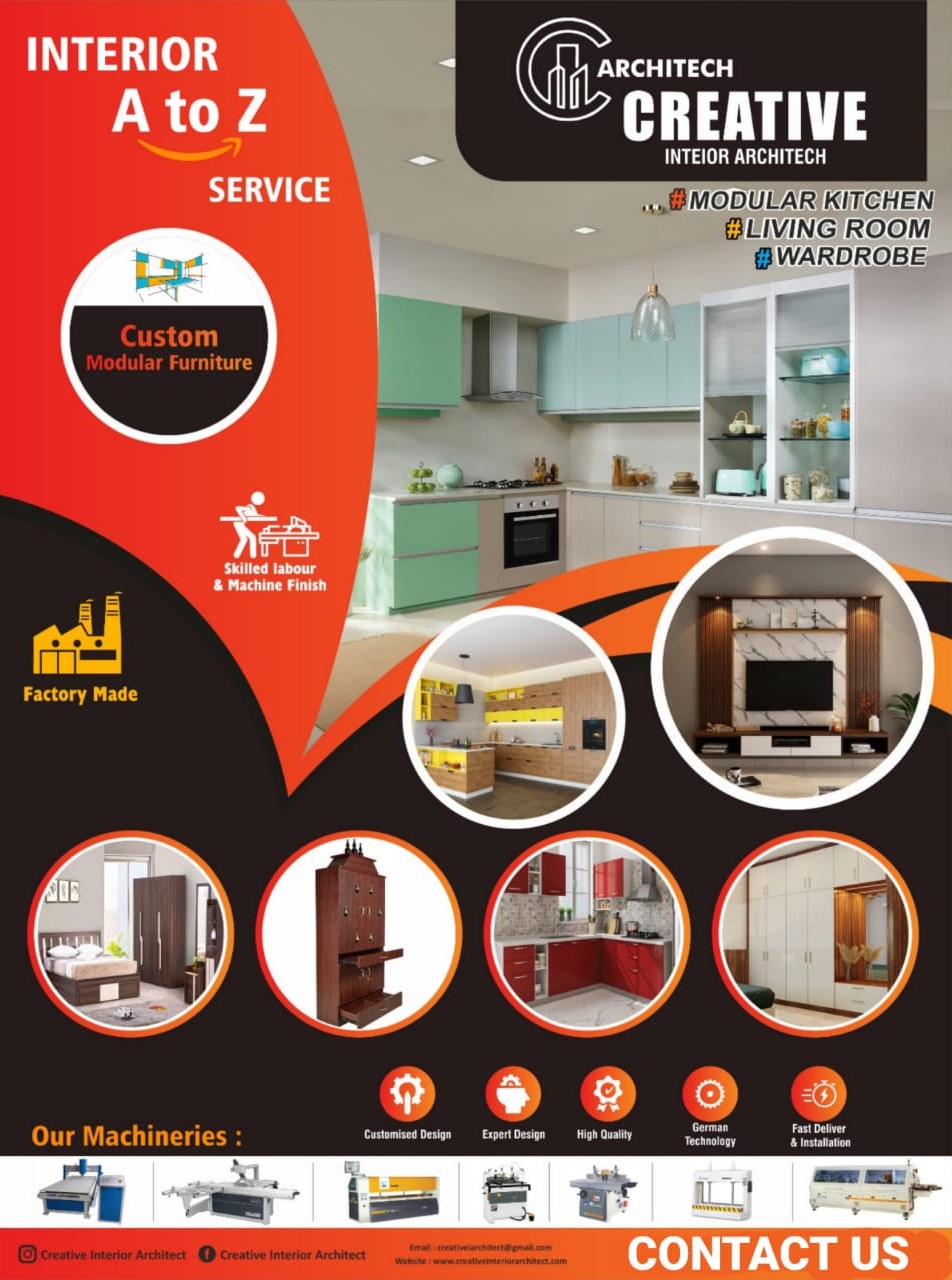 INTERIOR
A to Z
SERVICE
ARCHITECH
CREATIVE
INTEIOR ARCHITECH
#MODULAR KITCHEN
#LIVING ROOM
#WARDROBE
Custom
Modular Furniture
Skilled labour
& Machine Finish
Factory Made
Customised Design
Expert Design
High Quality
German
Technology
Fast Deliver
& Installation
Our Machineries :
Creative Interior Architect
Creative Interior Architect
Email : creativeiarchitect@gmail.com
Website : www.creativeinteriorarchitect.com
CONTACT US